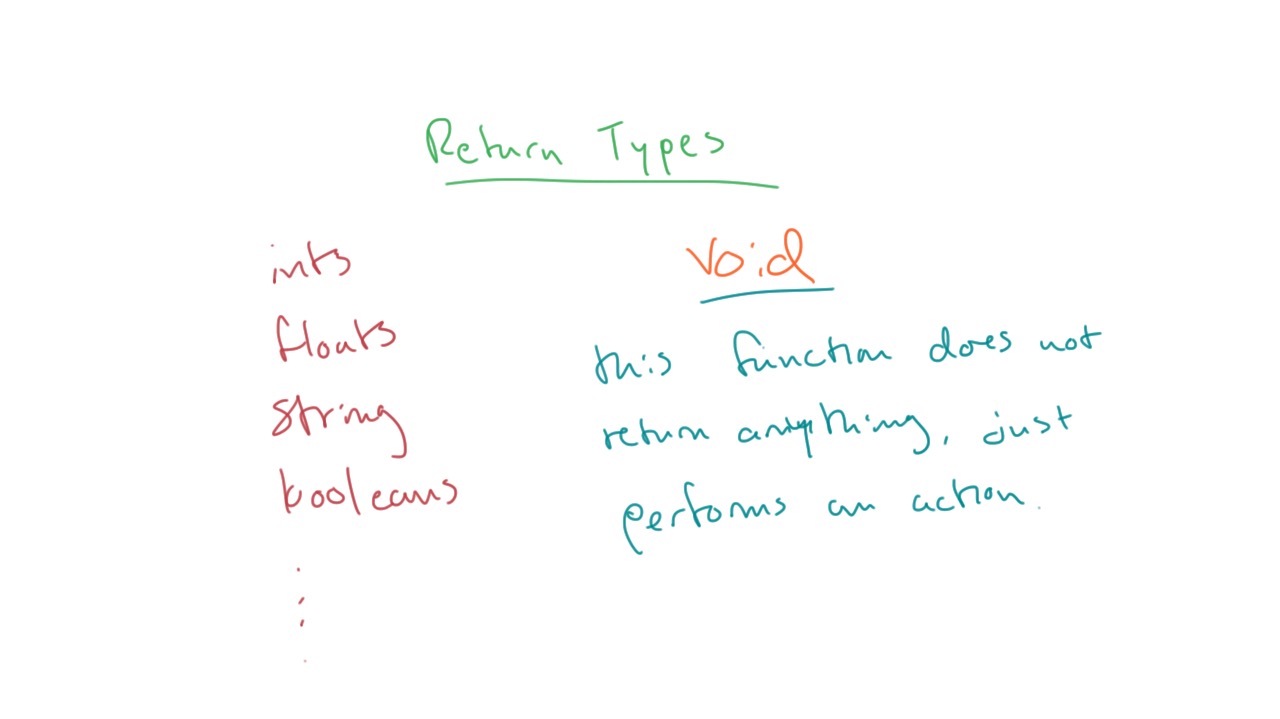 Return Types
ints
floats
string
booleans
void
this function does not
return anything, just
performs an action.